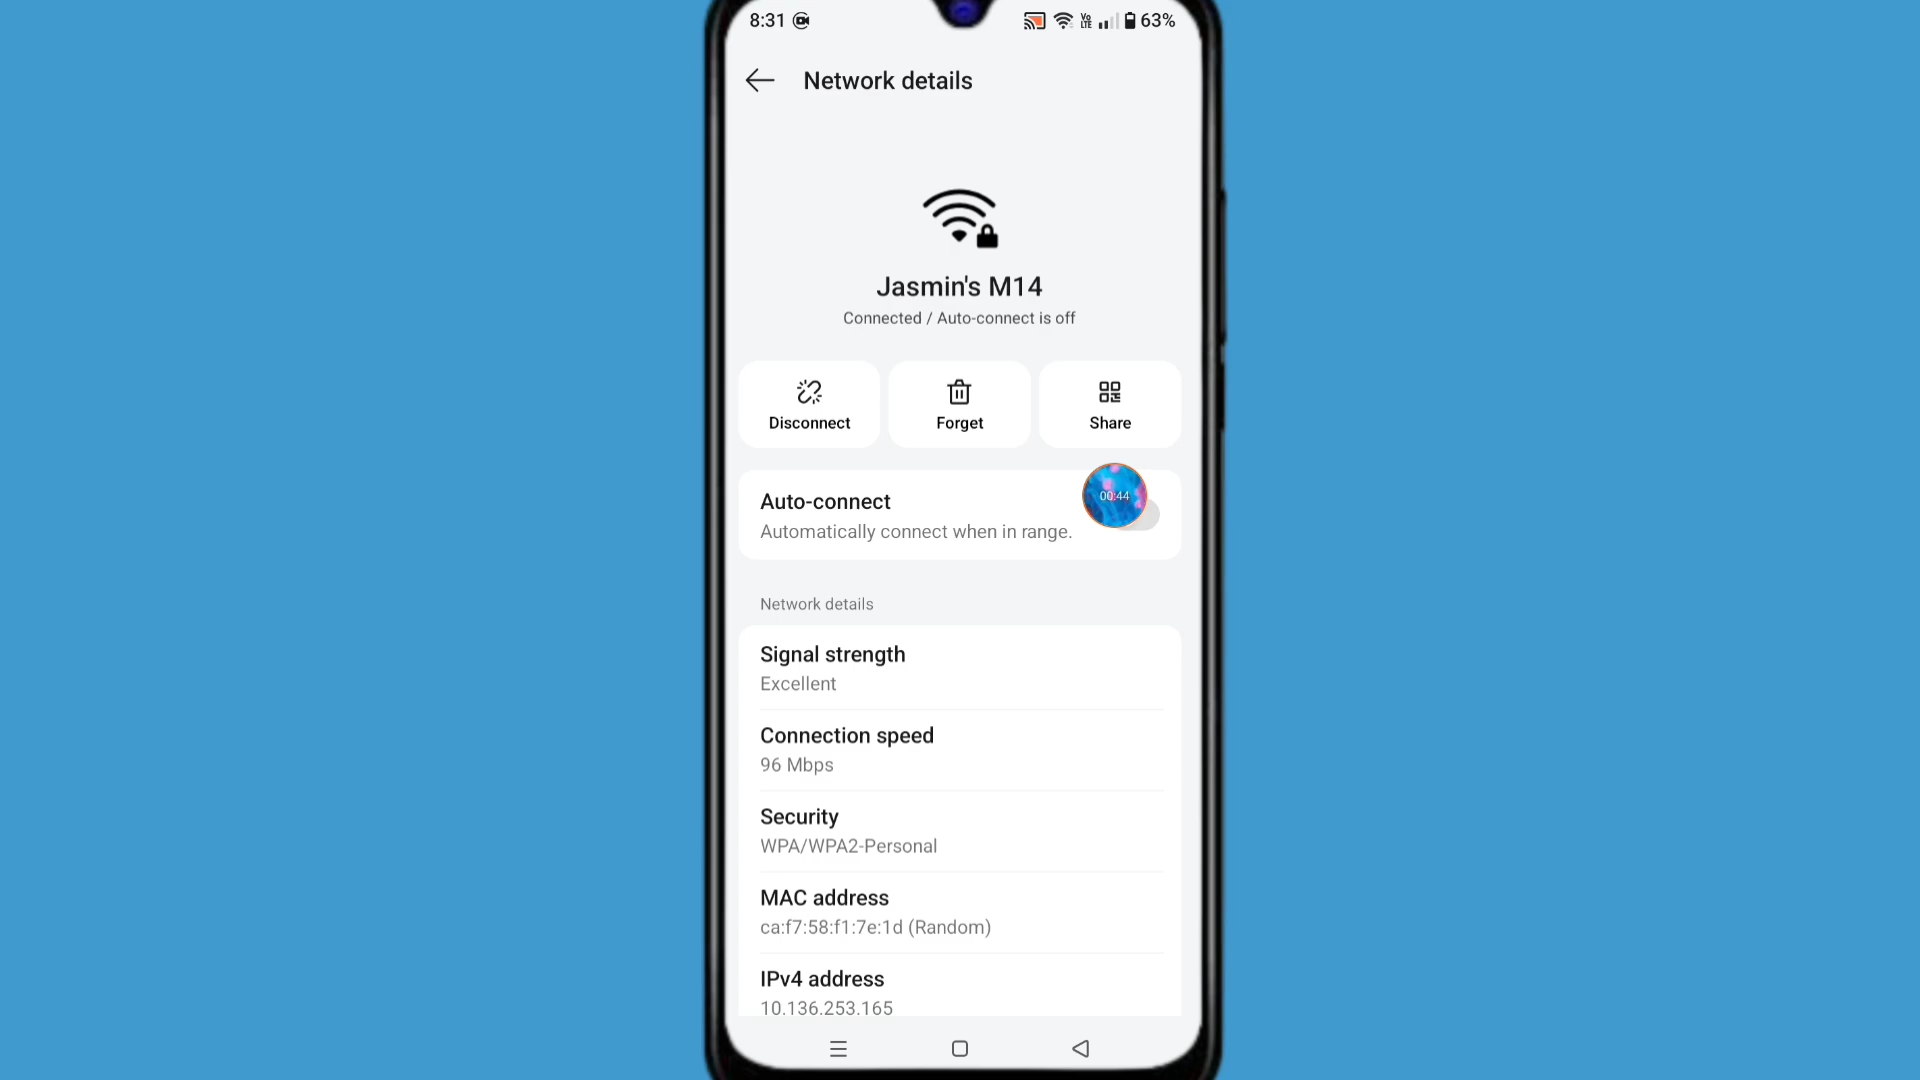 8:31 Vo LTE 63%
Network details
Jasmin's M14
Connected / Auto-connect is off
Disconnect Forget Share
Auto-connect
00:44
Automatically connect when in range.
Network details
Signal strength
Excellent
Connection speed
96 Mbps
Security
WPA/WPA2-Personal
MAC address
ca:f7:58:f1:7e:1d (Random)
IPv4 address
10.136.253.165